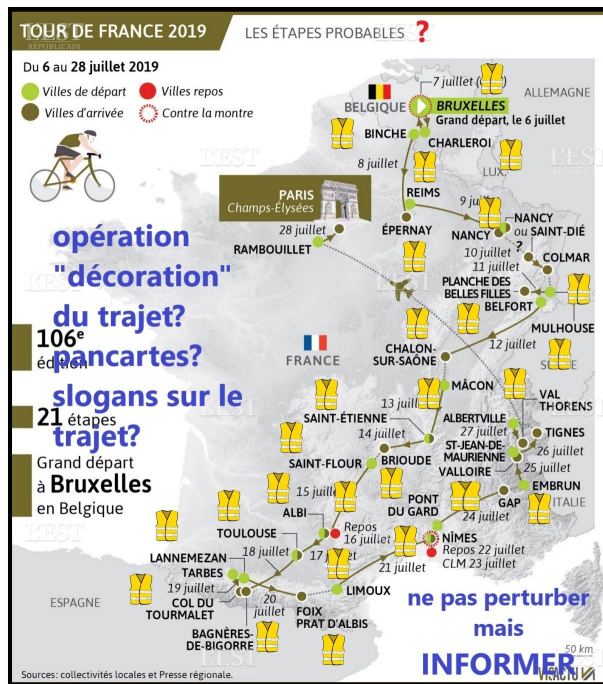 TOUR DE FRANCE 2019
LES ÉTAPES PROBABLES ?
L'EST
RÉPUBLICAIN
Du 6 au 28 juillet 2019
Villes de départ
Villes repos
Villes d'arrivée
Contre la montre
7 juillet
ALLEMAGNE
BELGIQUE
BRUXELLES
Grand départ, le 6 juillet
BINCHE
CHARLEROI
8 juillet
LUX.
REIMS
PARIS
Champs-Élysées
9
NANCY
ou SAINT-DIÉ
28 juillet
RAMBOUILLET
ÉPERNAY
NANCY
?
10 juillet
11 juillet
COLMAR
PLANCHE DES
BELLES FILLES
BELFORT
MULHOUSE
opération
"décoration"
du trajet?
pancartes?
slogans sur le
trajet?
106e
édition
FRANCE
12 juillet
CHALON-
SUR-SAÔNE
MÂCON
VAL
THORENS
21 étapes
13
SAINT-ÉTIENNE
ALBERTVILLE
27 juillet
TIGNES
14 juillet
BRIOUDE
ST-JEAN-DE-
MAURIENNE
26 juillet
Grand départ
à Bruxelles
en Belgique
SAINT-FLOUR
VALLOIRE
25 juillet
15
PONT
DU GARD
EMBRUN
GAP
ITALIE
24 juillet
ALBI
Repos
16 juillet
TOULOUSE
NÎMES
Repos 22 juillet
CLM 23 juillet
18 juillet
17
21 juillet
LANNEMEZAN
TARBES
19 juillet
LIMOUX
ESPAGNE
COL DU
TOURMALET
20
juillet
FOIX
PRAT D'ALBIS
BAGNÈRES-
DE-BIGORRE
ne pas perturber
mais
INFORMER
50 km
Sources : collectivités locales et Presse régionale.
VISACTU